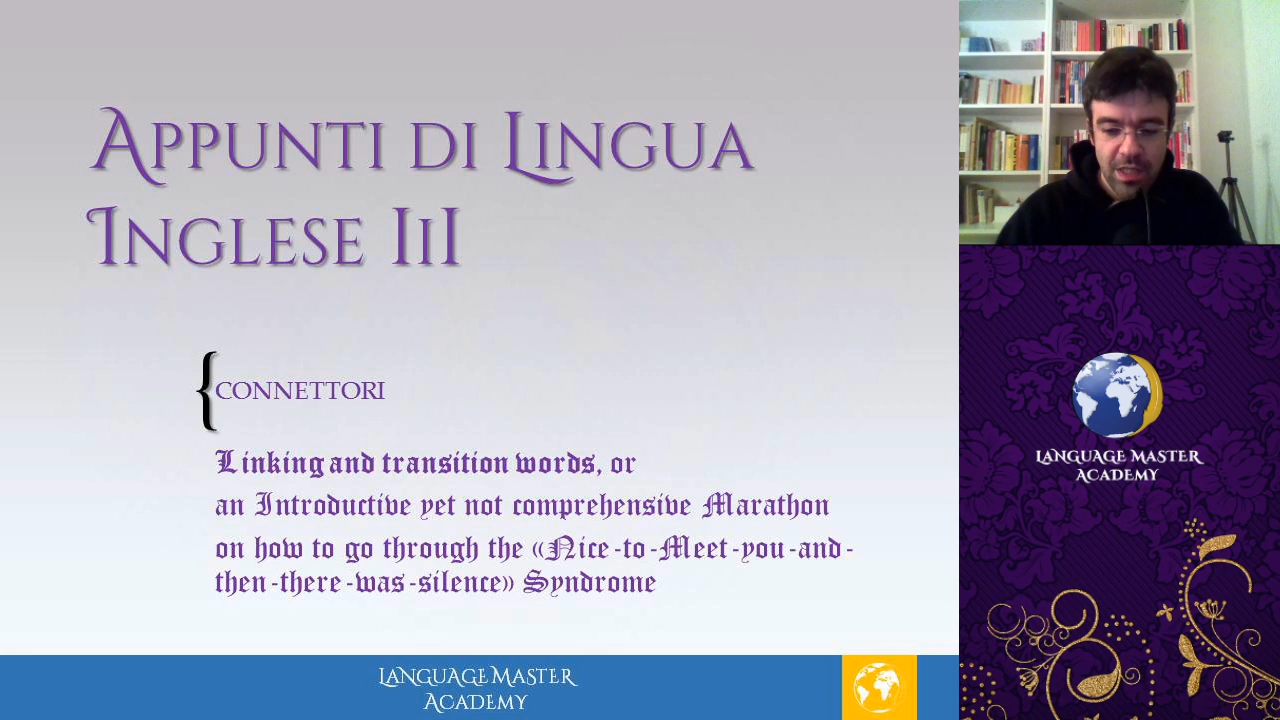 Appunti di Lingua
Inglese III
{CONNETTORI
Linking and transition words, or
an Introductive yet not comprehensive Marathon
on how to go through the «Nice-to-Meet-you-and-
then-there-was-silence» Syndrome
Language Master
Academy
Language Master
Academy